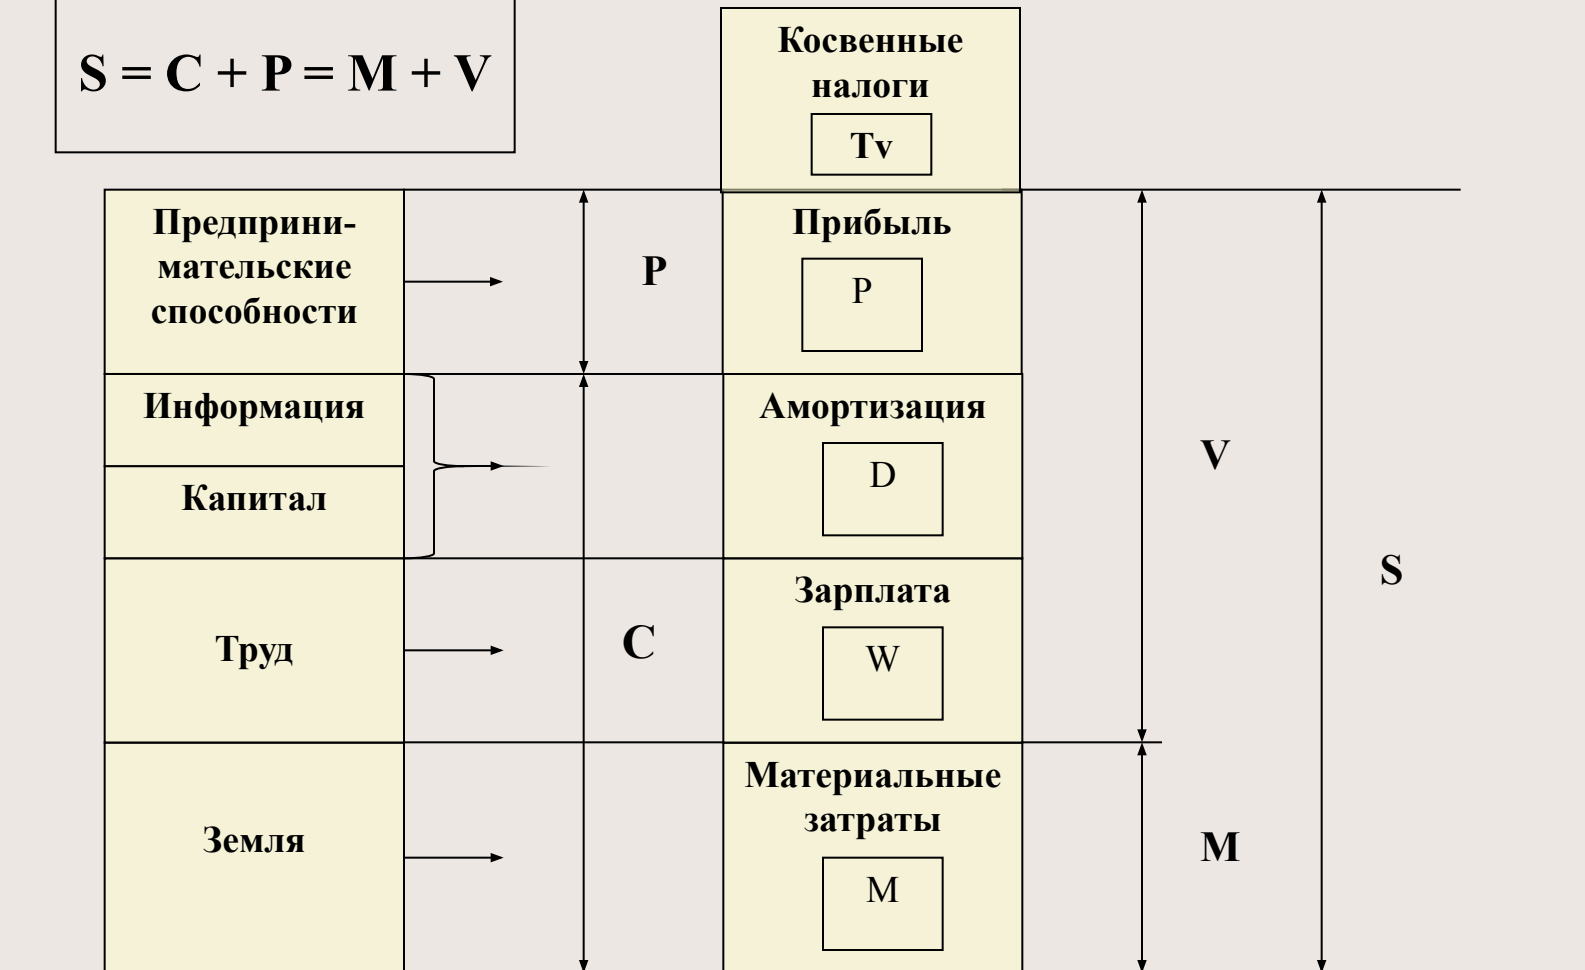 S = C + P = M + V
Косвенные
налоги
Tv
Предприни-
мательские
способности
P
Прибыль
P
Информация
Амортизация
D
V
Капитал
S
Труд
C
Зарплата
W
Земля
Материальные
затраты
M
M